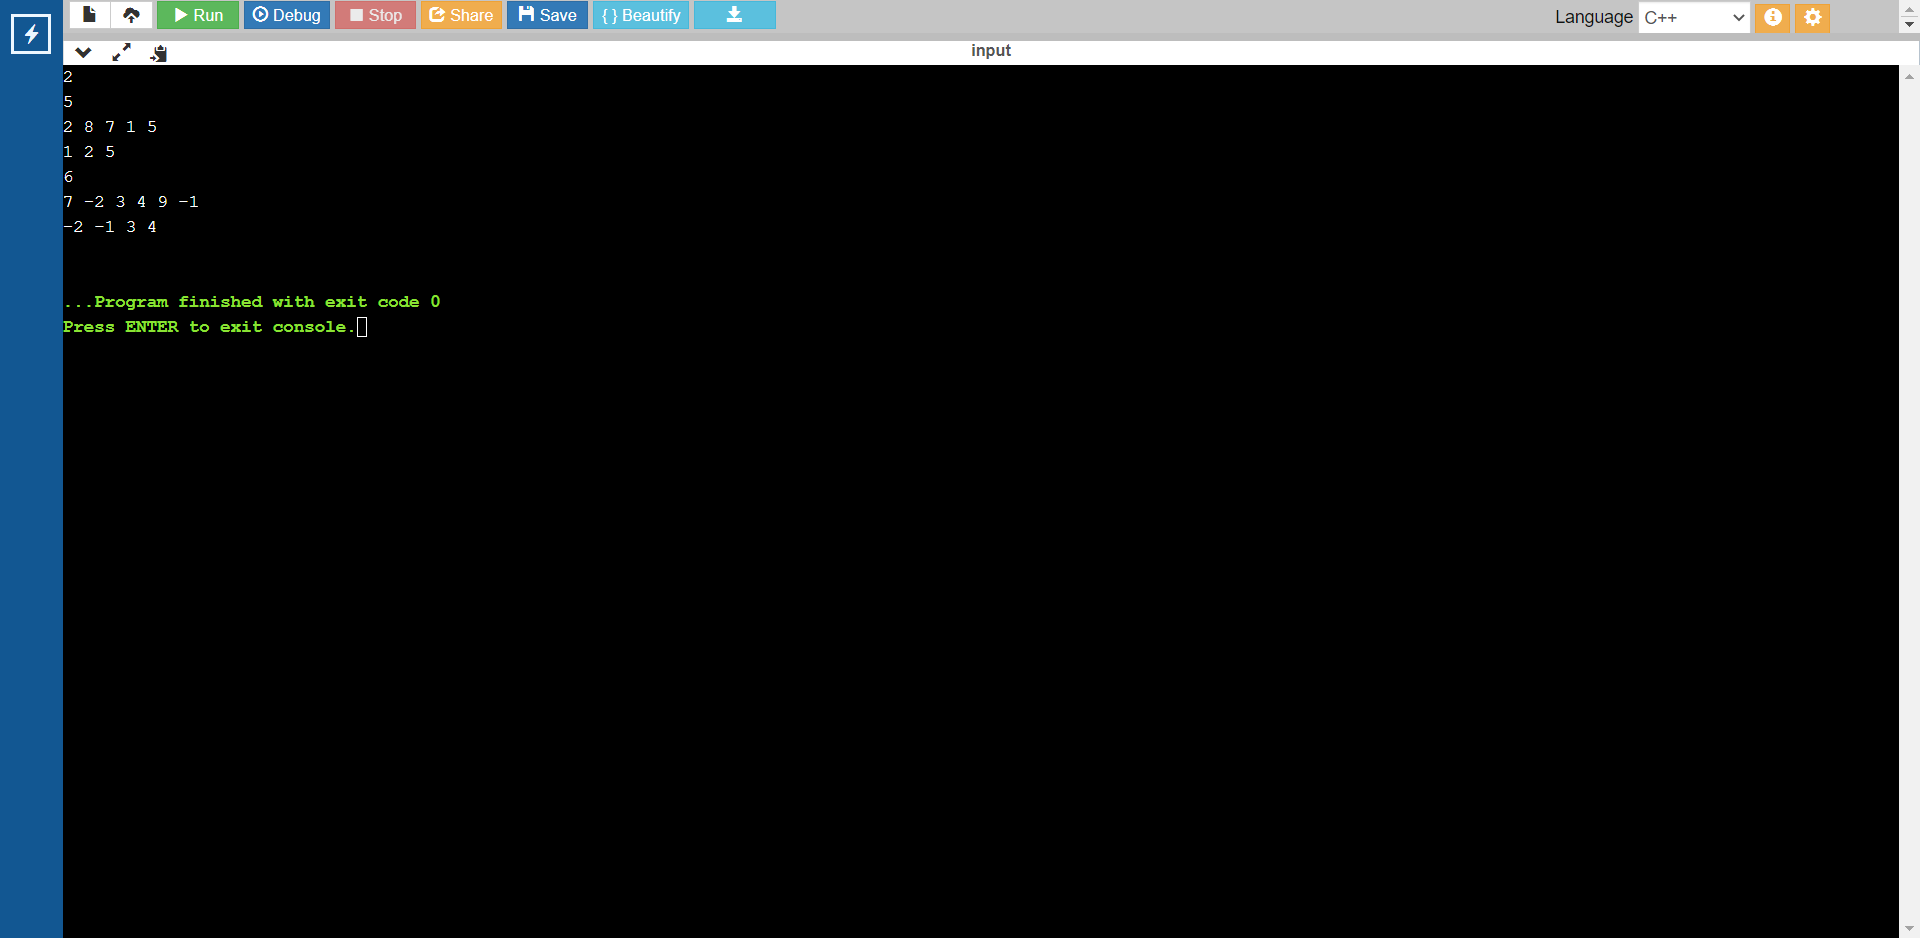 Run Debug Stop Share Save { } Beautify Language C++
input
2
5
2 8 7 1 5
1 2 5
6
7 -2 3 4 9 -1
-2 -1 3 4
...Program finished with exit code 0
Press ENTER to exit console.